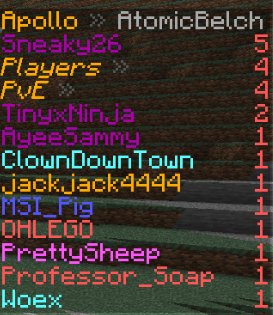 Apollo » AtomicBelch
Sneaky26 5
Players » 4
PvE » 4
TinyxNinja 2
AyeeSammy 1
ClownDownTown 1
jackjack4444 1
MSI_Pig 1
OHLEGO 1
PrettySheep 1
Professor_Soap 1
Woex 1